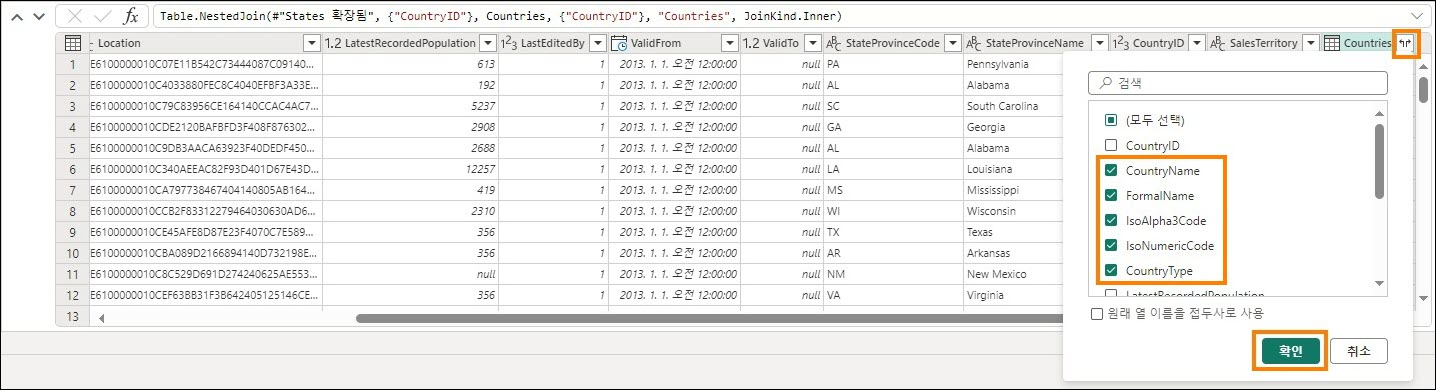 fx Table.NestedJoin(#"States 확장됨", {"CountryID"}, Countries, {"CountryID"}, "Countries", JoinKind.Inner)
Location 1.2 LatestRecordedPopulation 123 LastEditedBy ValidFrom 1.2 ValidTo ABC StateProvinceCode ABC StateProvinceName 123 CountryID ABC SalesTerritory Countries
1 E6100000010C07E11B542C73444087C09140... 613 1 2013. 1. 1. 오전 12:00:00 null PA Pennsylvania
2 E6100000010C4033880FEC8C4040EFBF3A33E... 192 1 2013. 1. 1. 오전 12:00:00 null AL Alabama
3 E6100000010C79C83956CE164140CCAC4AC7... 5237 1 2013. 1. 1. 오전 12:00:00 null SC South Carolina
4 E6100000010CDE2120BAFBFD3F408F876302... 2908 1 2013. 1. 1. 오전 12:00:00 null GA Georgia
5 E6100000010C9DB3AACA63923F40DEDF450... 2688 1 2013. 1. 1. 오전 12:00:00 null AL Alabama
6 E6100000010C340AEEAC82F93D401D67E43D... 12257 1 2013. 1. 1. 오전 12:00:00 null LA Louisiana
7 E6100000010CA797738467404140805AB164... 419 1 2013. 1. 1. 오전 12:00:00 null MS Mississippi
8 E6100000010CCB2F83312279464030630AD6... 2310 1 2013. 1. 1. 오전 12:00:00 null WI Wisconsin
9 E6100000010CE45AFE8D87E23F4070C7E589... 356 1 2013. 1. 1. 오전 12:00:00 null TX Texas
10 E6100000010CBA089D2166894140D732198E... 356 1 2013. 1. 1. 오전 12:00:00 null AR Arkansas
11 E6100000010C8C529D691D274240625AE553... null 1 2013. 1. 1. 오전 12:00:00 null NM New Mexico
12 E6100000010CEF63BB31F3B642405125146CE... 356 1 2013. 1. 1. 오전 12:00:00 null VA Virginia
13
검색
(모두 선택)
CountryID
CountryName
FormalName
IsoAlpha3Code
IsoNumericCode
CountryType
LatestRecordedPopulation
원래 열 이름을 접두사로 사용
확인 취소